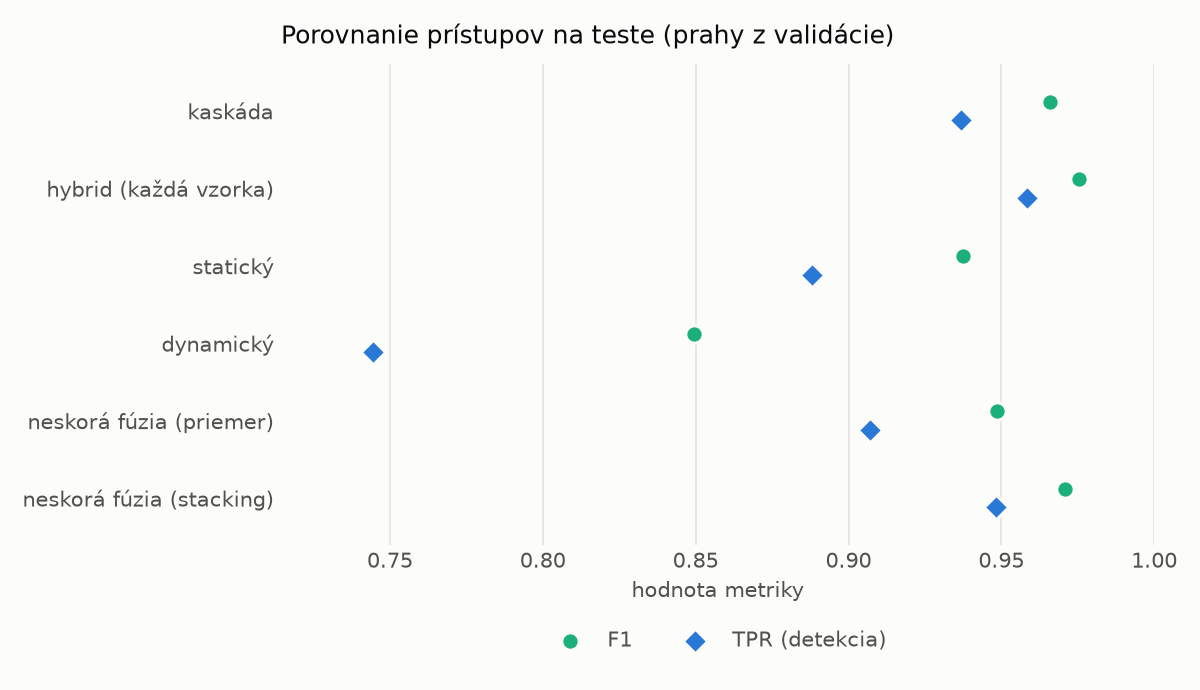 Porovnanie prístupov na teste (prahy z validácie)
kaskáda
hybrid (každá vzorka)
statický
dynamický
neskorá fúzia (priemer)
neskorá fúzia (stacking)
0.75 0.80 0.85 0.90 0.95 1.00
hodnota metriky
F1 TPR (detekcia)